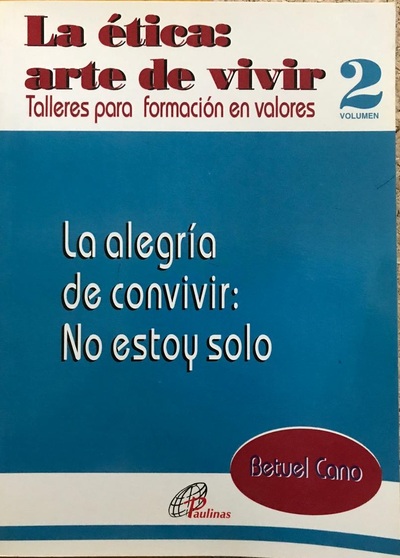 La ética:
arte de vivir
Talleres para formación en valores
2
VOLUMEN
La alegría
de convivir:
No estoy solo
Betuel Cano
Paulinas